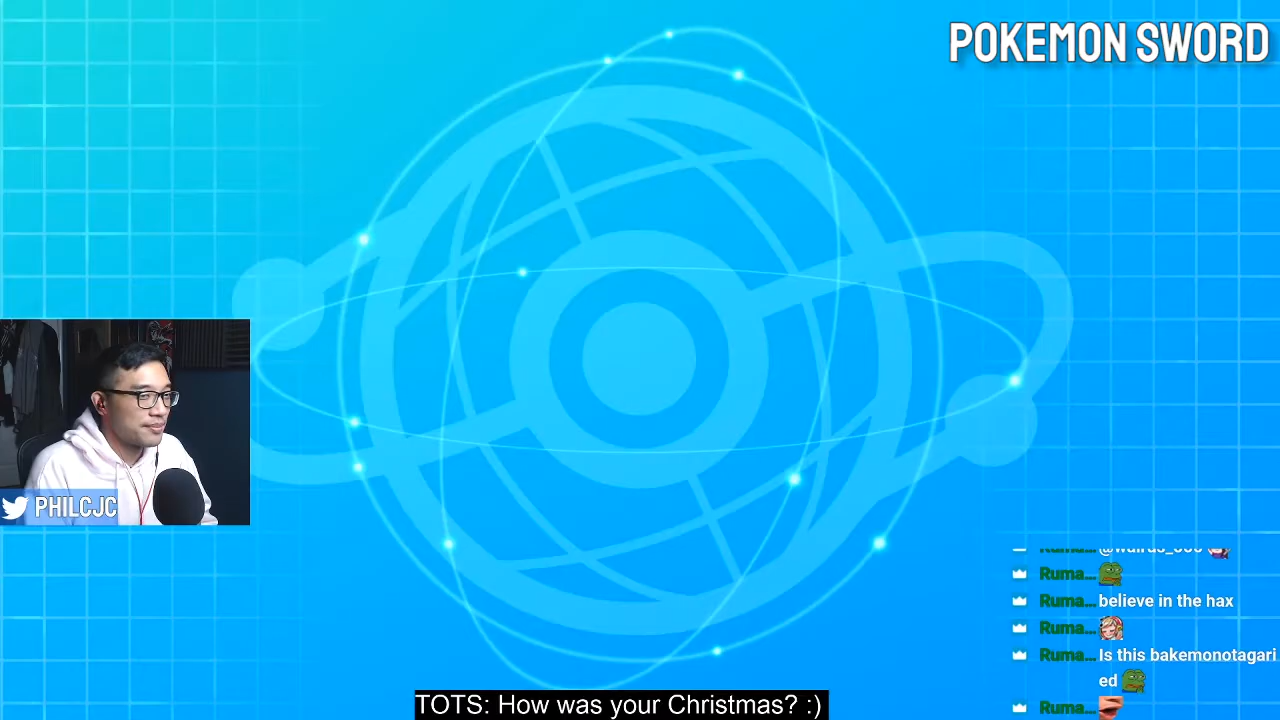 POKEMON SWORD
PHILCJC
Ruma...
Ruma... believe in the hax
Ruma...
Ruma... Is this bakemonotagari
ed
Ruma...
TOTS: How was your Christmas? :)